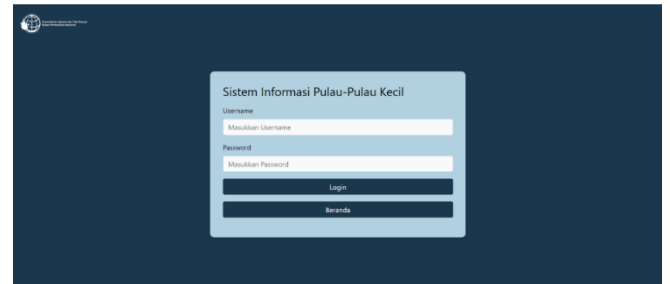 Sistem Informasi Pulau-Pulau Kecil
Username
Masukkan Username
Password
Masukkan Password
Login
Beranda